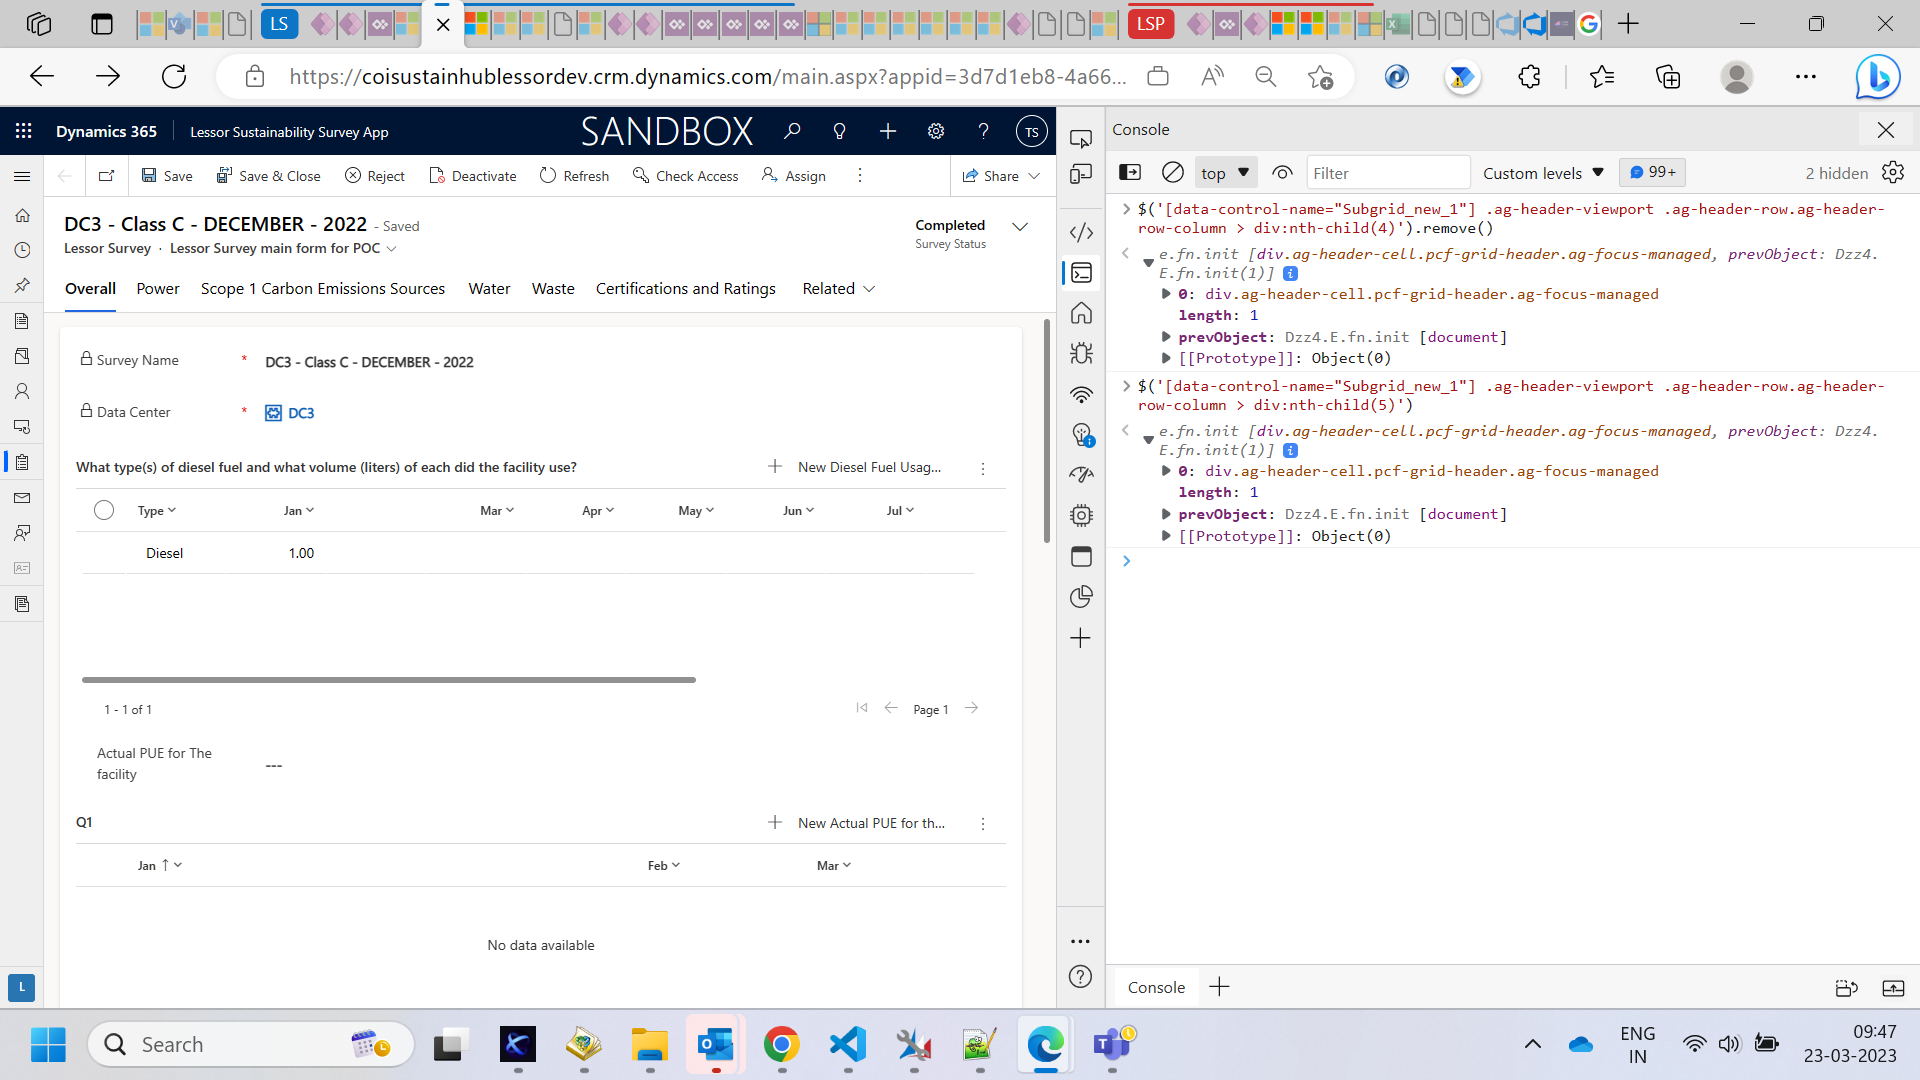 LS
LSP
https://coisustainhublessordev.crm.dynamics.com/main.aspx?appid=3d7d1eb8-4a66...
Dynamics 365
Lessor Sustainability Survey App
SANDBOX
TS
Save
Save & Close
Reject
Deactivate
Refresh
Check Access
Assign
Share
DC3 - Class C - DECEMBER - 2022 - Saved
Lessor Survey · Lessor Survey main form for POC
Completed
Survey Status
Overall
Power
Scope 1 Carbon Emissions Sources
Water
Waste
Certifications and Ratings
Related
Survey Name * DC3 - Class C - DECEMBER - 2022
Data Center * DC3
What type(s) of diesel fuel and what volume (liters) of each did the facility use?
New Diesel Fuel Usag...
Type Jan Mar Apr May Jun Jul
Diesel 1.00
1 - 1 of 1
Page 1
Actual PUE for The
facility
---
Q1
New Actual PUE for th...
Jan ↑ Feb Mar
No data available
L
Console
top
Filter
Custom levels
99+
2 hidden
$('[data-control-name="Subgrid_new_1"] .ag-header-viewport .ag-header-row.ag-header-
row-column > div:nth-child(4)').remove()
e.fn.init [div.ag-header-cell.pcf-grid-header.ag-focus-managed, prevObject: Dzz4.
E.fn.init(1)] i
0: div.ag-header-cell.pcf-grid-header.ag-focus-managed
length: 1
prevObject: Dzz4.E.fn.init [document]
[[Prototype]]: Object(0)
$('[data-control-name="Subgrid_new_1"] .ag-header-viewport .ag-header-row.ag-header-
row-column > div:nth-child(5)')
e.fn.init [div.ag-header-cell.pcf-grid-header.ag-focus-managed, prevObject: Dzz4.
E.fn.init(1)] i
0: div.ag-header-cell.pcf-grid-header.ag-focus-managed
length: 1
prevObject: Dzz4.E.fn.init [document]
[[Prototype]]: Object(0)
Console
Search
ENG
IN
09:47
23-03-2023